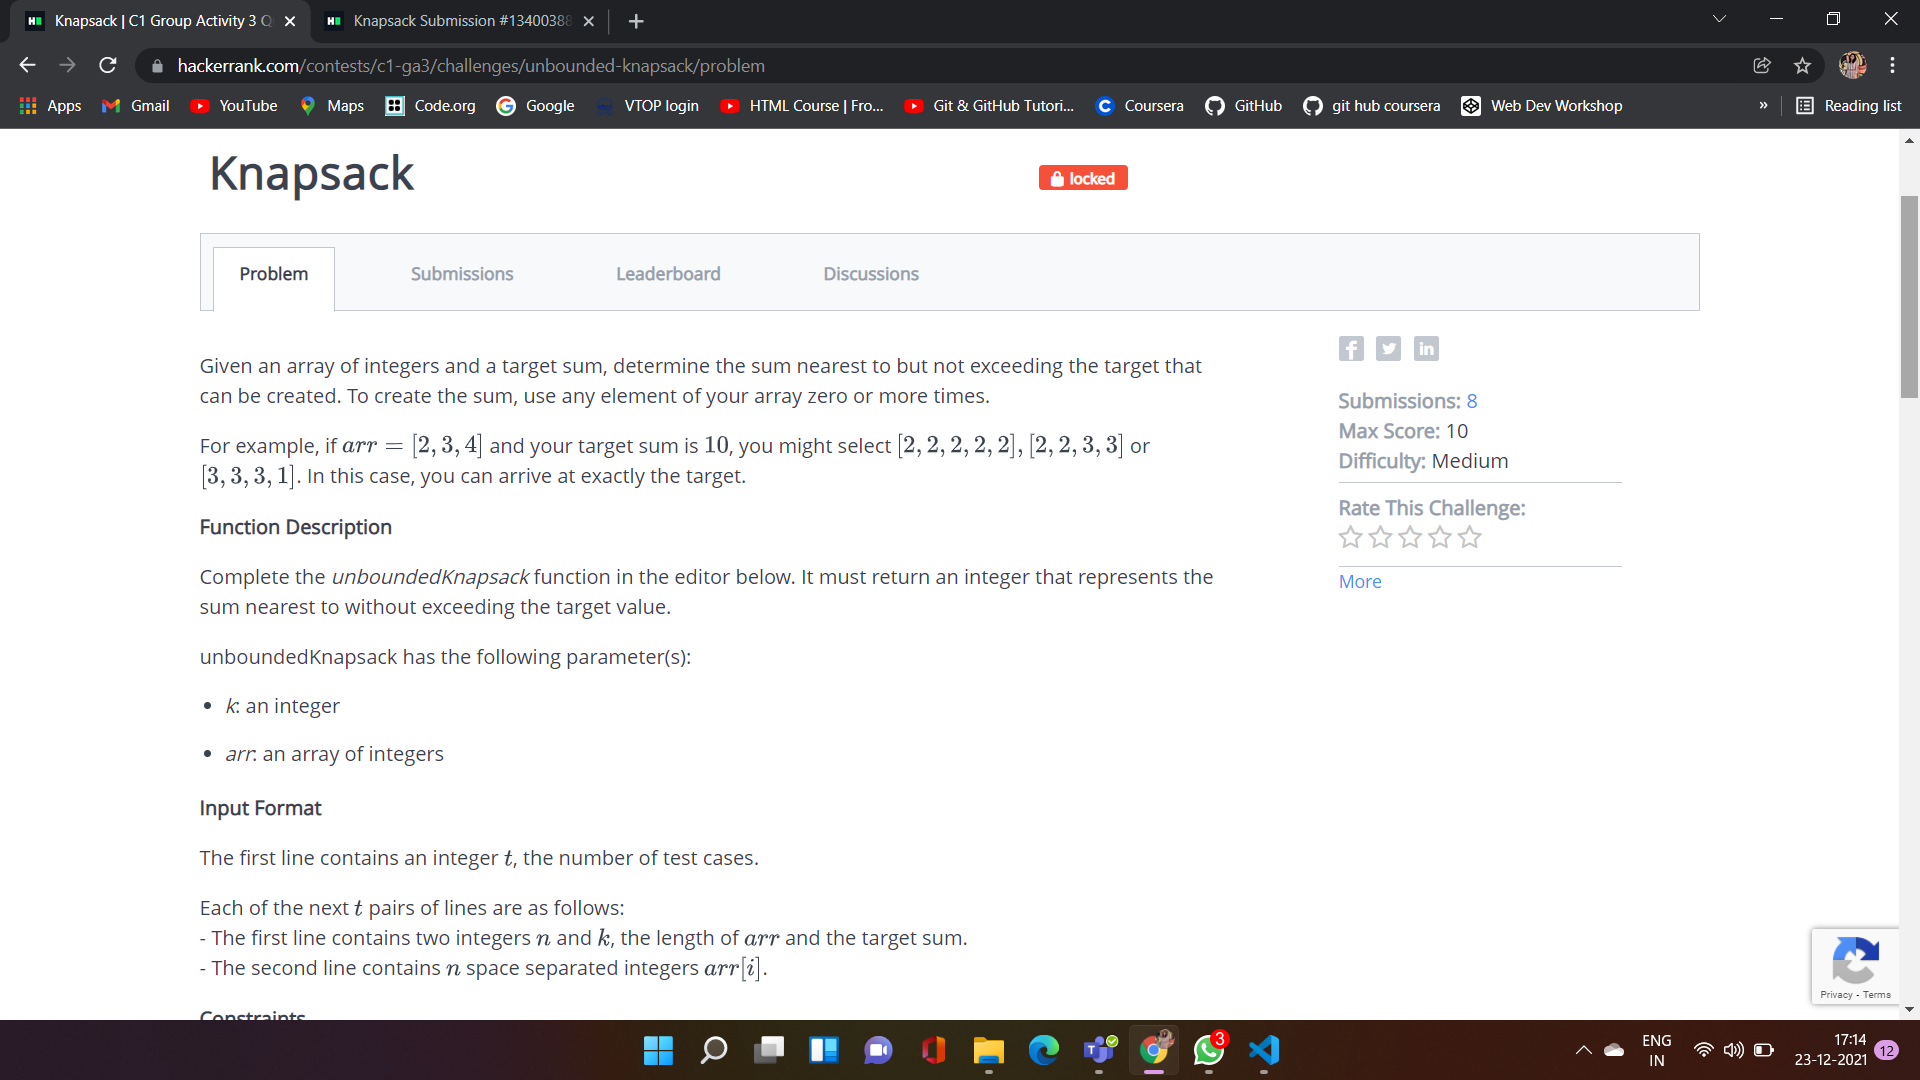 Knapsack | C1 Group Activity 3 Q
Knapsack Submission #13400388
hackerrank.com/contests/c1-ga3/challenges/unbounded-knapsack/problem
Apps Gmail YouTube Maps Code.org Google VTOP login HTML Course | Fro... Git & GitHub Tutori... Coursera GitHub git hub coursera Web Dev Workshop » Reading list
Knapsack
locked
Problem Submissions Leaderboard Discussions
Given an array of integers and a target sum, determine the sum nearest to but not exceeding the target that
can be created. To create the sum, use any element of your array zero or more times.
For example, if arr = [2, 3, 4] and your target sum is 10, you might select [2, 2, 2, 2, 2], [2, 2, 3, 3] or
[3, 3, 3, 1]. In this case, you can arrive at exactly the target.
Function Description
Complete the unboundedKnapsack function in the editor below. It must return an integer that represents the
sum nearest to without exceeding the target value.
unboundedKnapsack has the following parameter(s):
• k: an integer
• arr: an array of integers
Input Format
The first line contains an integer t, the number of test cases.
Each of the next t pairs of lines are as follows:
- The first line contains two integers n and k, the length of arr and the target sum.
- The second line contains n space separated integers arr[i].
Constraints
Submissions: 8
Max Score: 10
Difficulty: Medium
Rate This Challenge:
More
Privacy - Terms
3
ENG
IN
17:14
23-12-2021
12